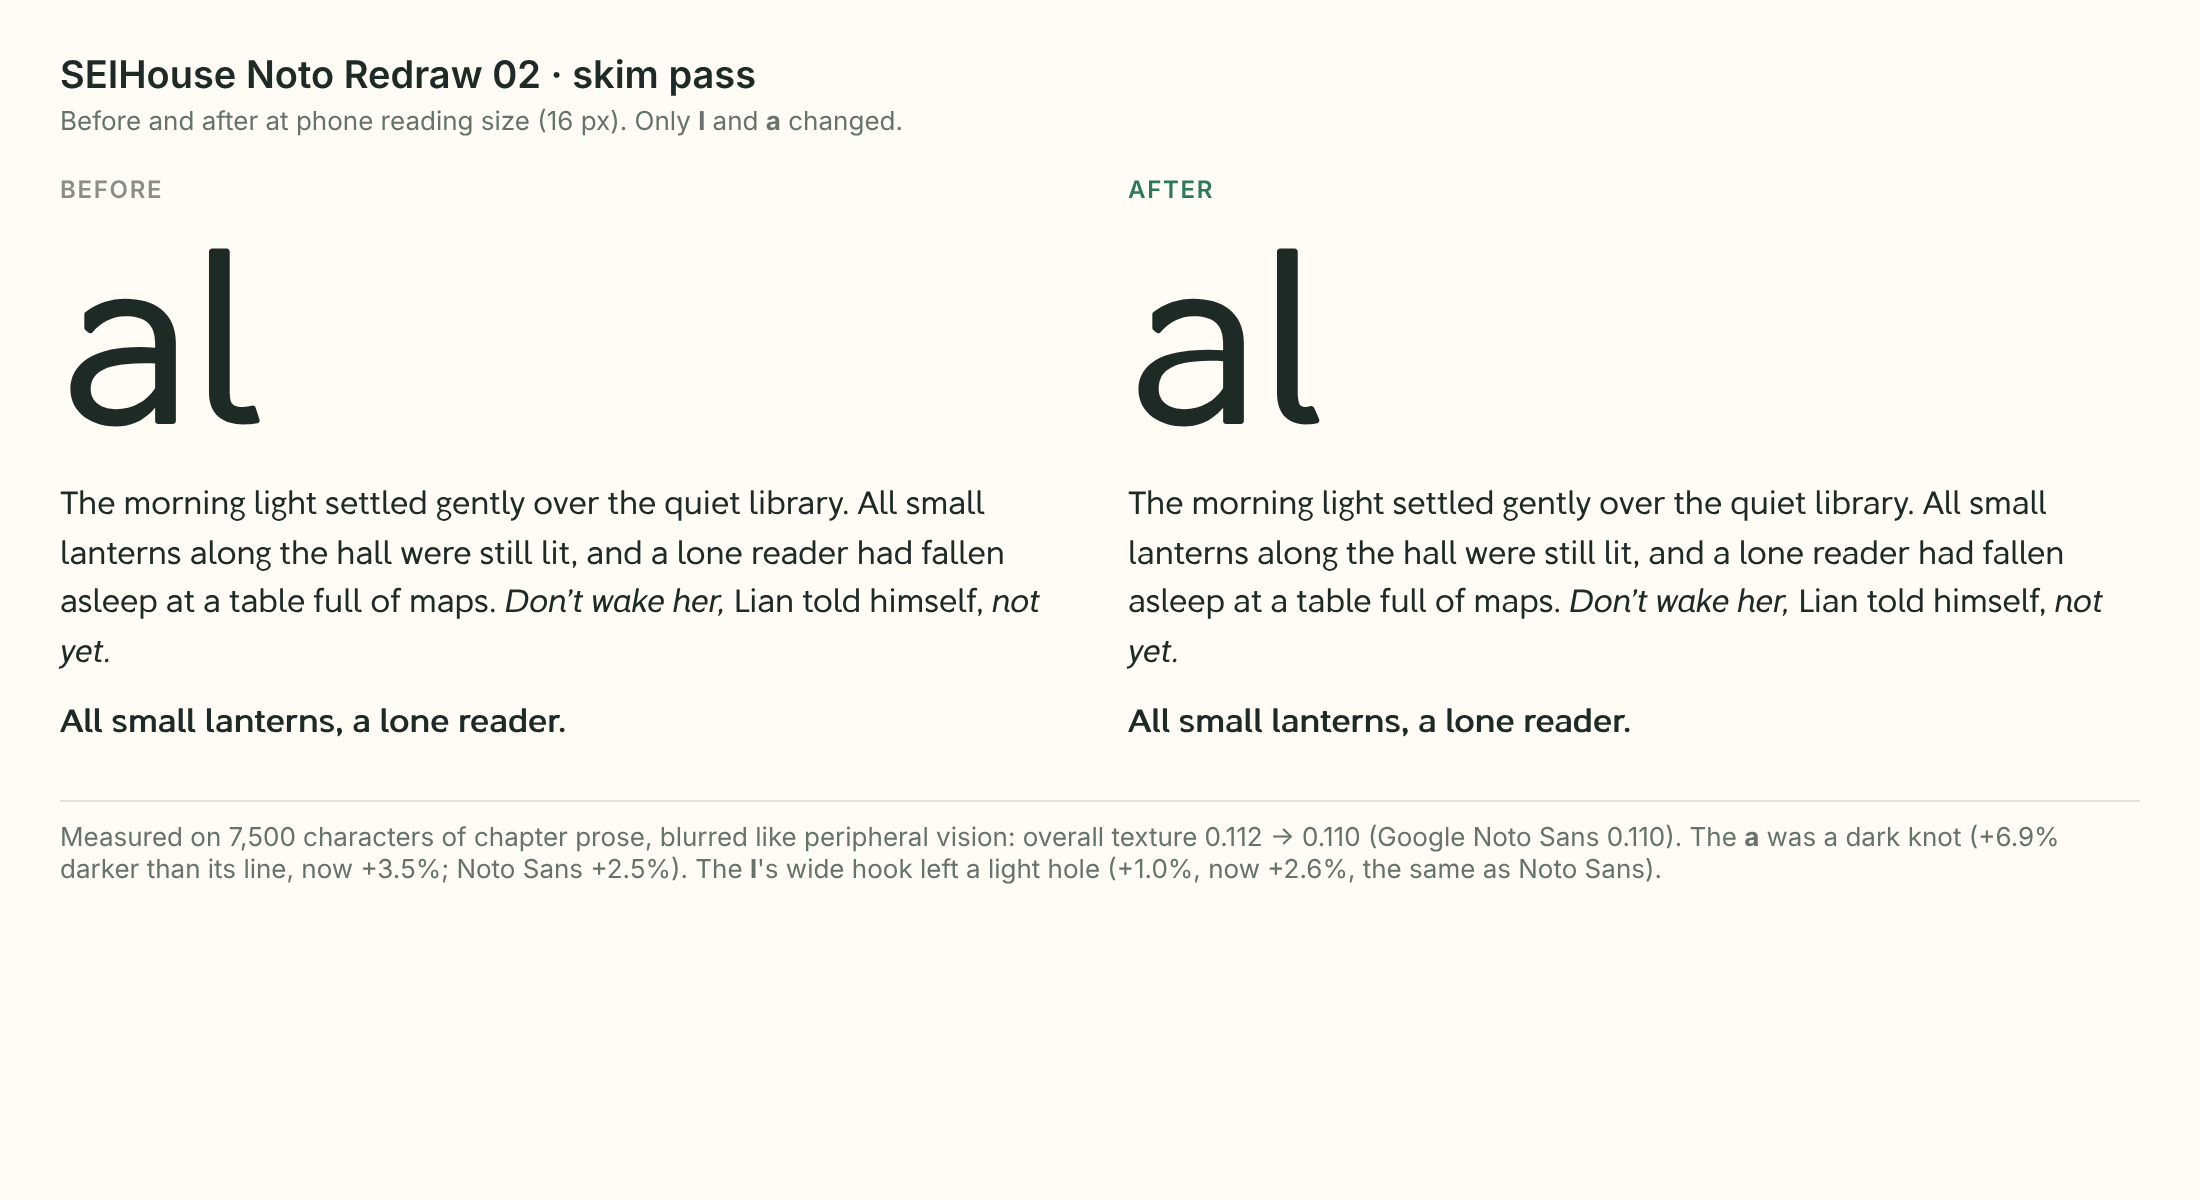 SEIHouse Noto Redraw 02 · skim pass
Before and after at phone reading size (16 px). Only l and a changed.
BEFORE
al
The morning light settled gently over the quiet library. All small
lanterns along the hall were still lit, and a lone reader had fallen
asleep at a table full of maps. Don’t wake her, Lian told himself, not
yet.
All small lanterns, a lone reader.
AFTER
al
The morning light settled gently over the quiet library. All small
lanterns along the hall were still lit, and a lone reader had fallen
asleep at a table full of maps. Don’t wake her, Lian told himself, not
yet.
All small lanterns, a lone reader.
Measured on 7,500 characters of chapter prose, blurred like peripheral vision: overall texture 0.112 → 0.110 (Google Noto Sans 0.110). The a was a dark knot (+6.9%
darker than its line, now +3.5%; Noto Sans +2.5%). The l's wide hook left a light hole (+1.0%, now +2.6%, the same as Noto Sans).